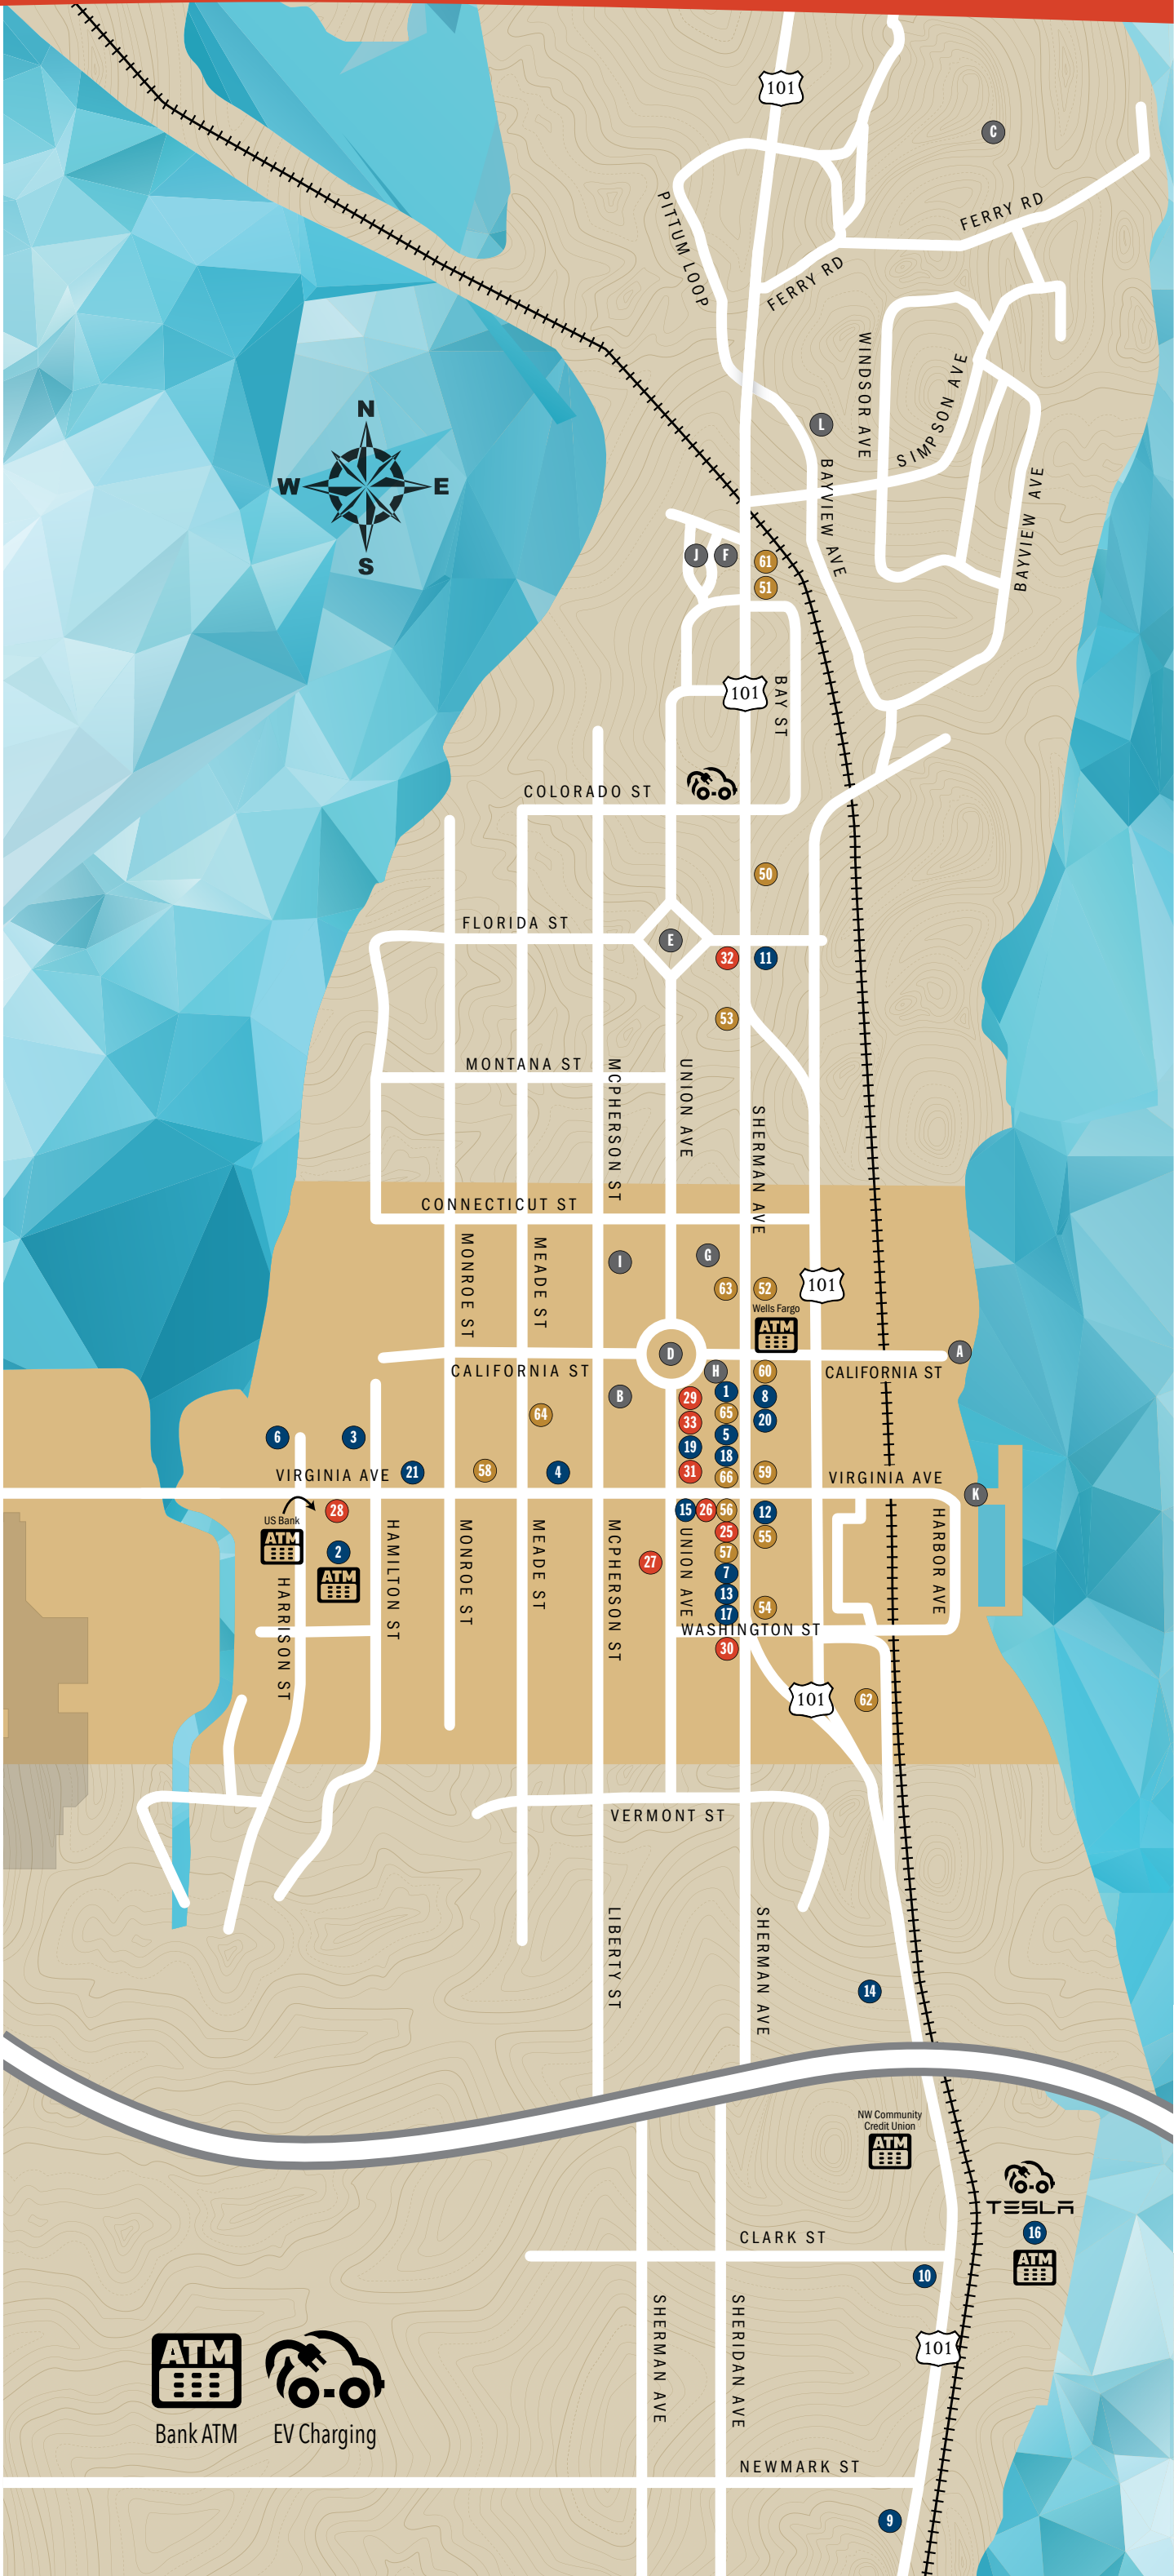 101
C
FERRY RD
PITTUM LOOP
FERRY RD
WINDSOR AVE
SIMPSON AVE
N
W
E
S
L
BAYVIEW AVE
BAYVIEW AVE
J
F
61
51
101
BAY ST
COLORADO ST
50
FLORIDA ST
E
32
11
53
MONTANA ST
MCPHERSON ST
UNION AVE
SHERMAN AVE
CONNECTICUT ST
MONROE ST
MEADE ST
I
G
63
52
101
Wells Fargo
ATM
D
A
CALIFORNIA ST
H
60
CALIFORNIA ST
B
29
1
8
64
33
65
20
6
3
19
5
18
VIRGINIA AVE
21
58
4
31
66
59
VIRGINIA AVE
K
28
US Bank
ATM
15
26
56
12
25
55
2
ATM
27
57
7
13
17
54
HARRISON ST
HAMILTON ST
MONROE ST
MEADE ST
MCPHERSON ST
UNION AVE
HARBOR AVE
WASHINGTON ST
30
101
62
VERMONT ST
LIBERTY ST
SHERMAN AVE
14
NW Community
Credit Union
ATM
TESLA
16
ATM
CLARK ST
10
SHERMAN AVE
SHERIDAN AVE
101
ATM
Bank ATM
EV Charging
NEWMARK ST
9